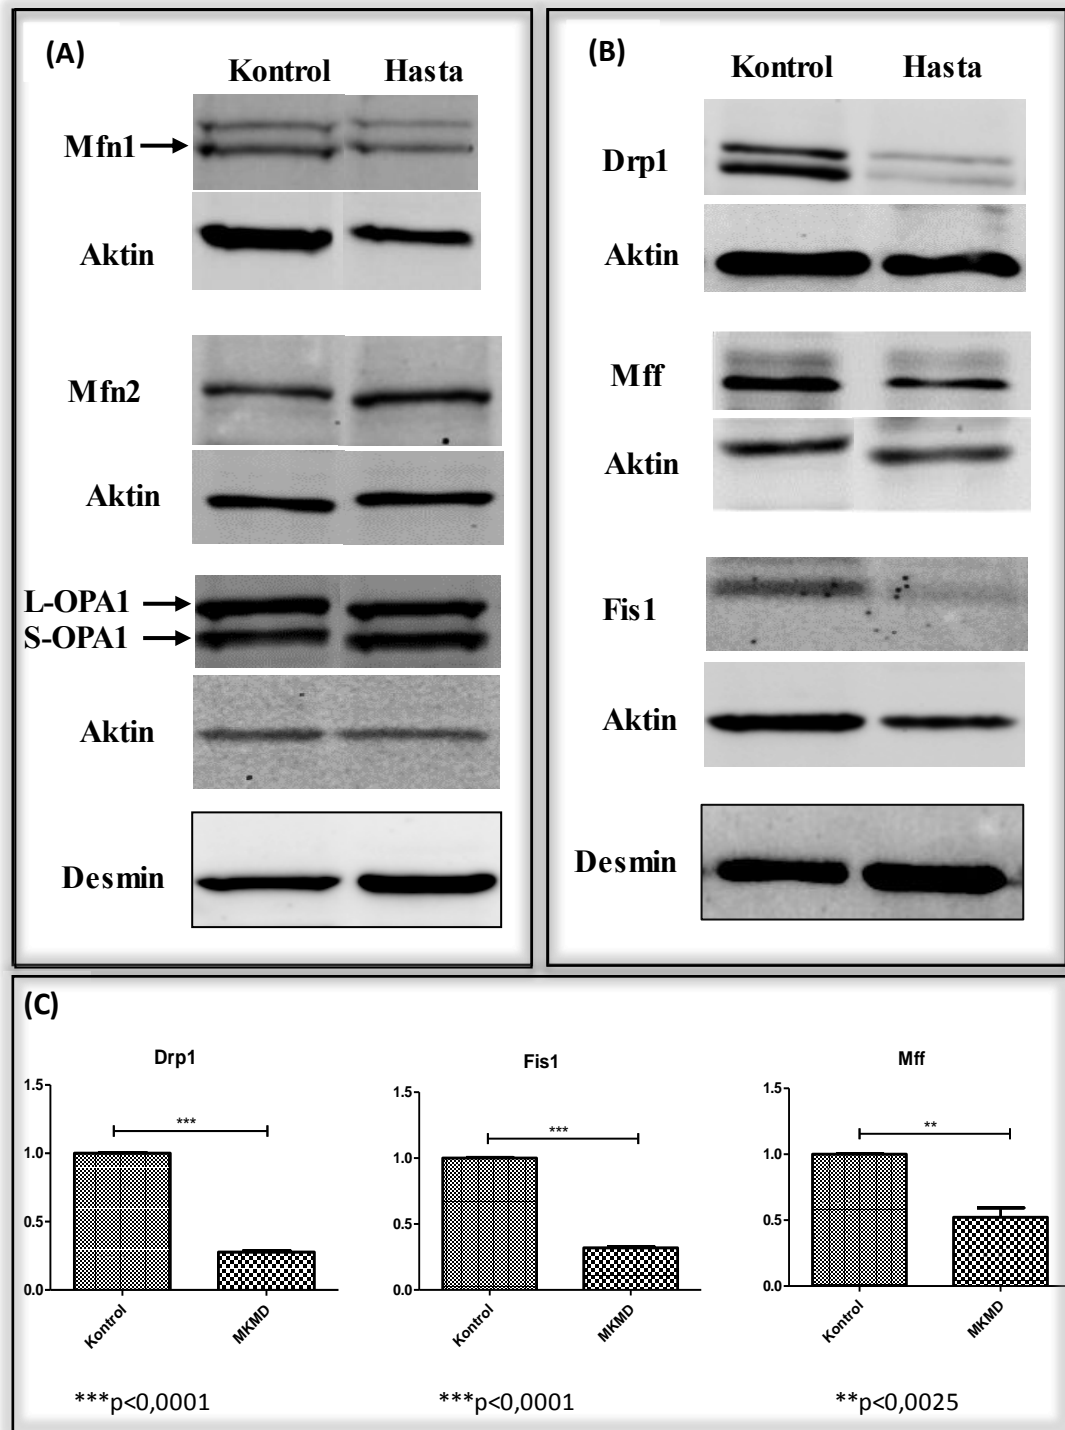 (A)
Kontrol Hasta
Mfn1
Aktin
Mfn2
Aktin
L-OPA1
S-OPA1
Aktin
Desmin
(B)
Kontrol Hasta
Drp1
Aktin
Mff
Aktin
Fis1
Aktin
Desmin
(C)
Drp1
1.5
1.0
0.5
0.0
***
Kontrol
MKMD
***p<0,0001
Fis1
1.5
1.0
0.5
0.0
***
Kontrol
MKMD
***p<0,0001
Mff
1.5
1.0
0.5
0.0
**
Kontrol
MKMD
**p<0,0025